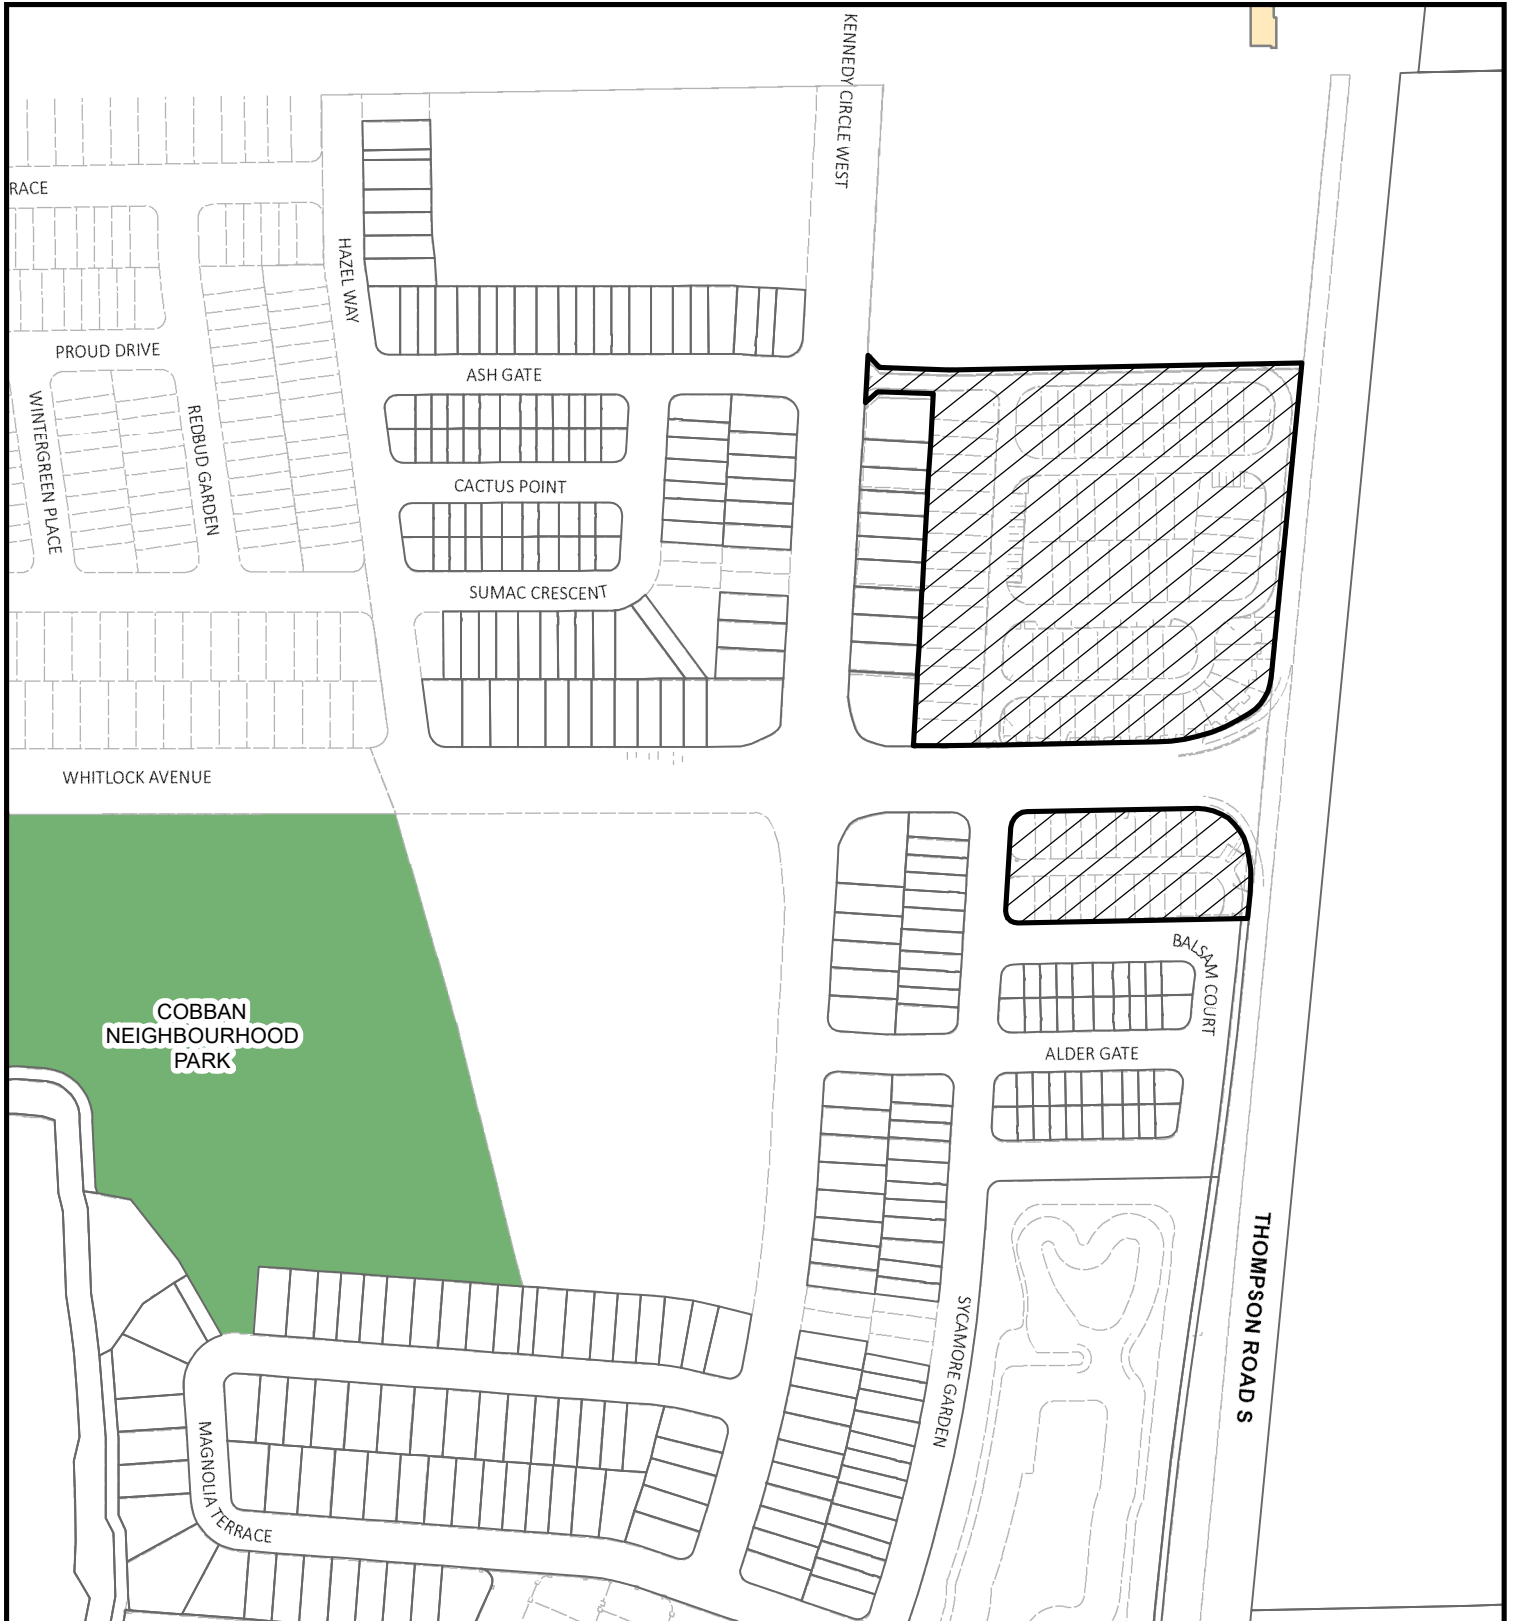 KENNEDY CIRCLE WEST
RACE
HAZEL WAY
PROUD DRIVE
ASH GATE
WINTERGREEN PLACE
REDBUD GARDEN
CACTUS POINT
SUMAC CRESCENT
WHITLOCK AVENUE
BALSAM COURT
COBBAN
NEIGHBOURHOOD
PARK
ALDER GATE
THOMPSON ROAD S
SYCAMORE GARDEN
MAGNOLIA TERRACE